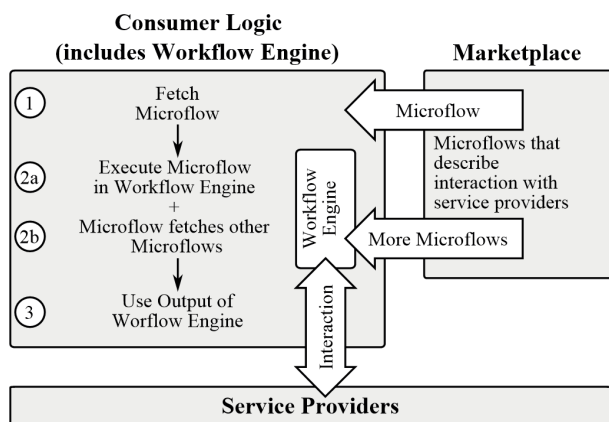 Consumer Logic
(includes Workflow Engine)
Marketplace
1
Fetch
Microflow
Microflow
Microflows that
describe
interaction with
service providers
2a
Execute Microflow
in Workflow Engine
+
2b
Microflow fetches other
Microflows
Workflow
Engine
More Microflows
3
Use Output of
Worflow Engine
Interaction
Service Providers